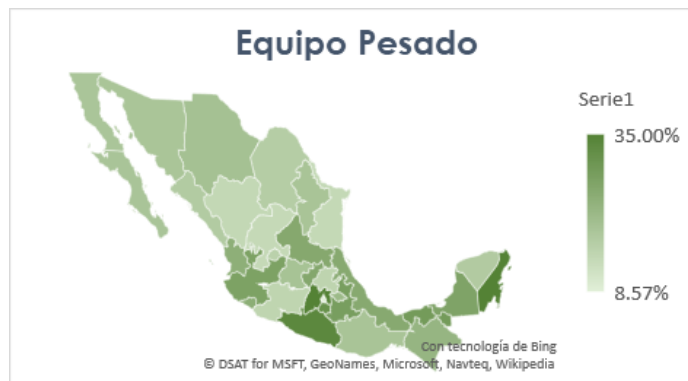 Equipo Pesado
Serie1
35.00%
8.57%
Con tecnología de Bing
© DSAT for MSFT, GeoNames, Microsoft, Navteq, Wikipedia